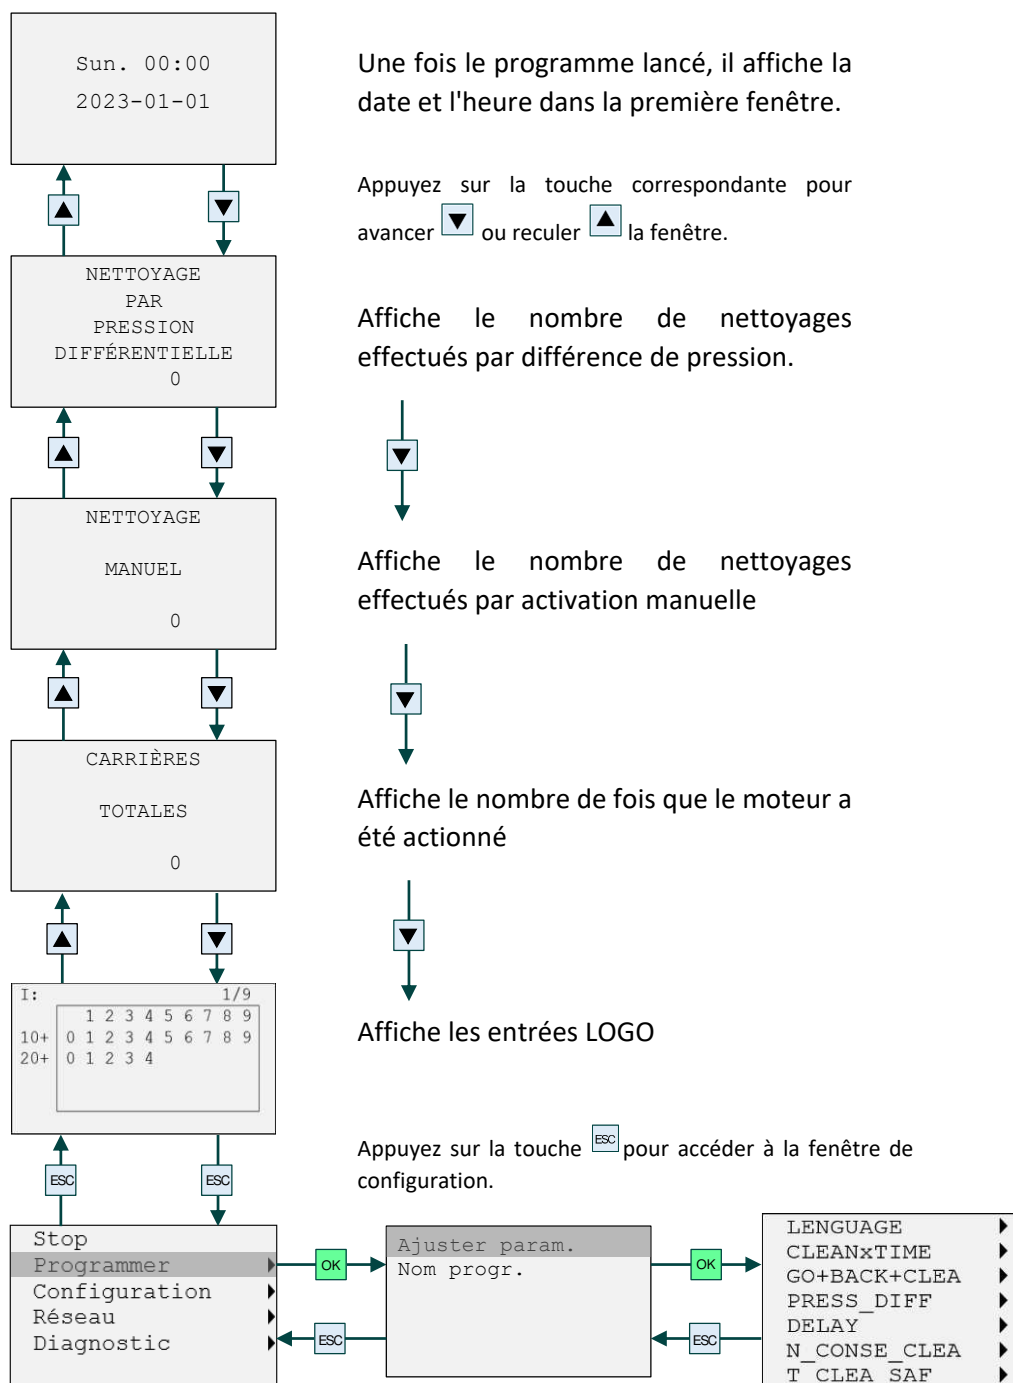 Sun. 00:00
2023-01-01
Une fois le programme lancé, il affiche la
date et l'heure dans la première fenêtre.
Appuyez sur la touche correspondante pour
avancer ▼ ou reculer ▲ la fenêtre.
NETTOYAGE
PAR
PRESSION
DIFFÉRENTIELLE
0
Affiche le nombre de nettoyages
effectués par différence de pression.
NETTOYAGE
MANUEL
0
Affiche le nombre de nettoyages
effectués par activation manuelle
CARRIÈRES
TOTALES
0
Affiche le nombre de fois que le moteur a
été actionné
I: 1/9
1 2 3 4 5 6 7 8 9
10+ 0 1 2 3 4 5 6 7 8 9
20+ 0 1 2 3 4
Affiche les entrées LOGO
Appuyez sur la touche ESC pour accéder à la fenêtre de
configuration.
ESC
ESC
Stop
Programmer
Configuration
Réseau
Diagnostic
OK
ESC
Ajuster param.
Nom progr.
OK
ESC
LENGUAGE
CLEANxTIME
GO+BACK+CLEA
PRESS_DIFF
DELAY
N_CONSE_CLEA
T_CLEA_SAF